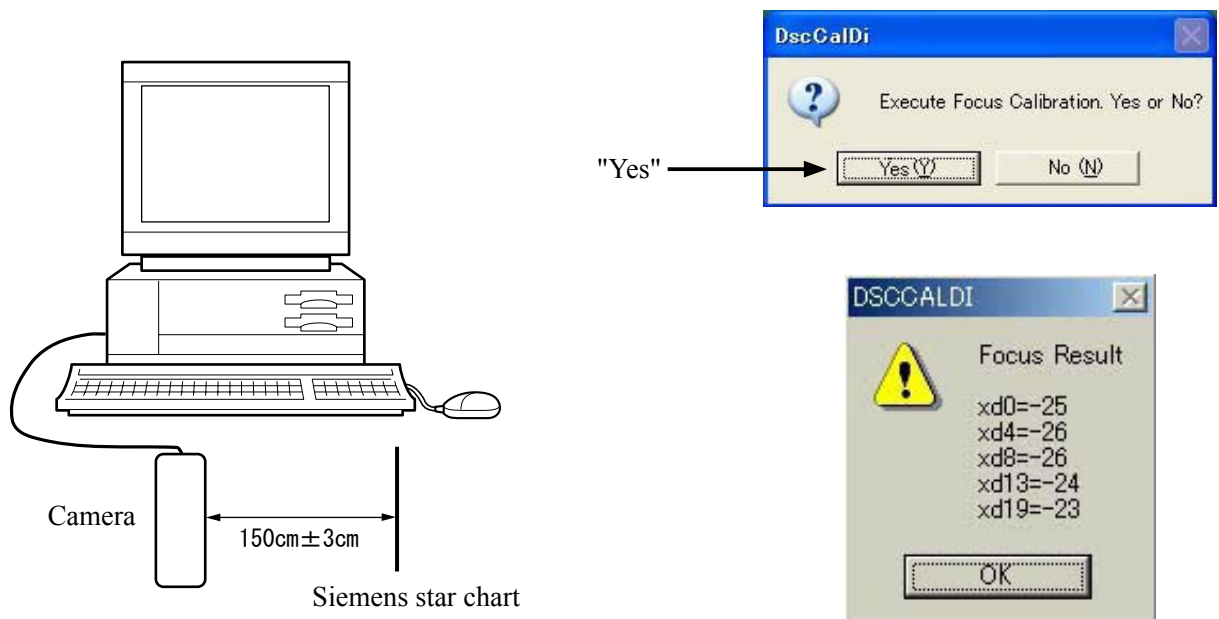 DscCalDi
Execute Focus Calibration. Yes or No?
"Yes"
Yes(Y)
No (N)
DSCCALDI
Focus Result
xd0=-25
xd4=-26
xd8=-26
xd13=-24
xd19=-23
OK
Camera
150cm±3cm
Siemens star chart